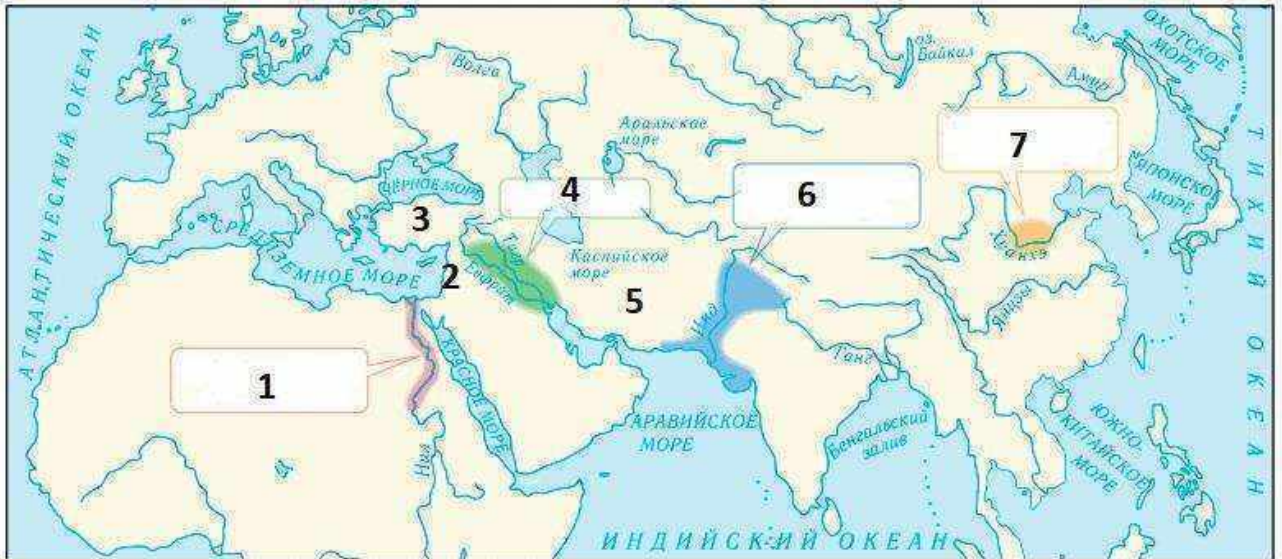 АТЛАНТИЧЕСКИЙ ОКЕАН
Волга
оз.
Байкал
Амур
ОХОТСКОЕ
МОРЕ
Аральское
море
7
ЯПОНСКОЕ
МОРЕ
ТИХИЙ ОКЕАН
ЧЁРНОЕ МОРЕ
4
6
3
СРЕДИЗЕМНОЕ МОРЕ
Тигр
Евфрат
Каспийское
море
Хуанхэ
2
5
Инд
Янцзы
1
КРАСНОЕ МОРЕ
Ганг
Нил
АРАВИЙСКОЕ
МОРЕ
Бенгальский
залив
ЮЖНО-
КИТАЙСКОЕ
МОРЕ
ИНДИЙСКИЙ ОКЕАН